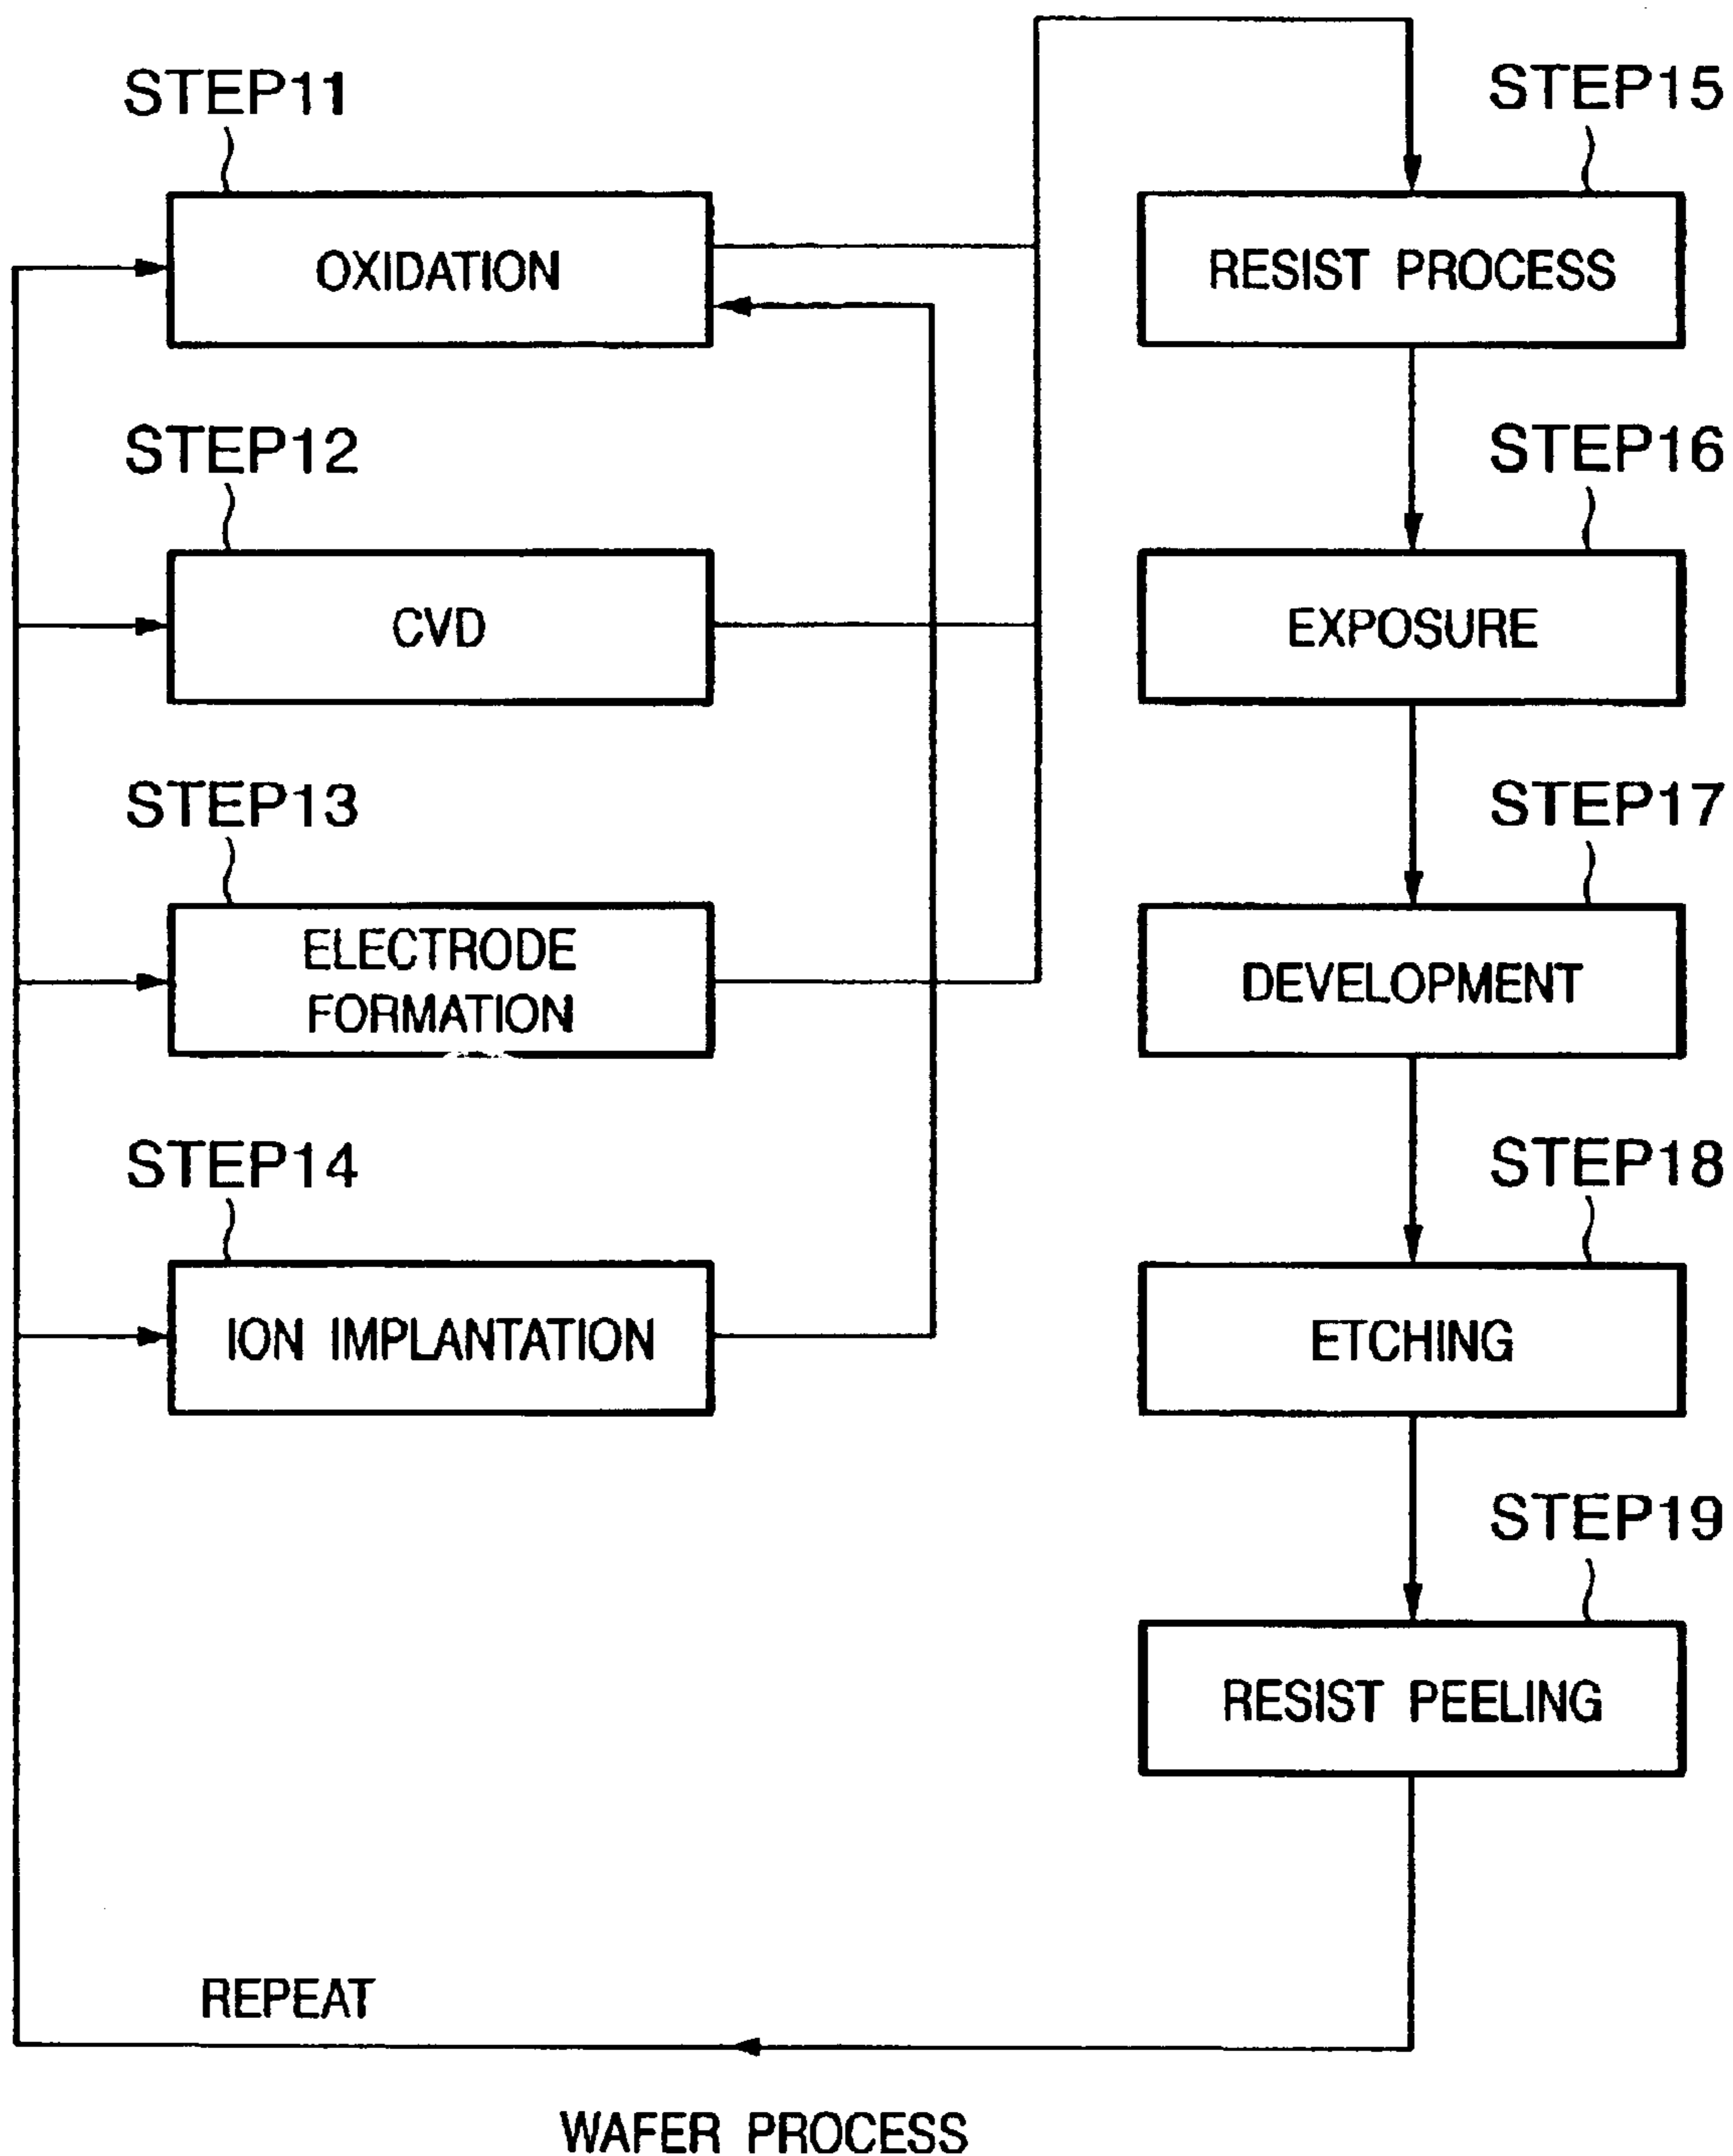 STEP11
OXIDATION
STEP12
CVD
STEP13
ELECTRODE
FORMATION
STEP14
ION IMPLANTATION
STEP15
RESIST PROCESS
STEP16
EXPOSURE
STEP17
DEVELOPMENT
STEP18
ETCHING
STEP19
RESIST PEELING
REPEAT
WAFER PROCESS